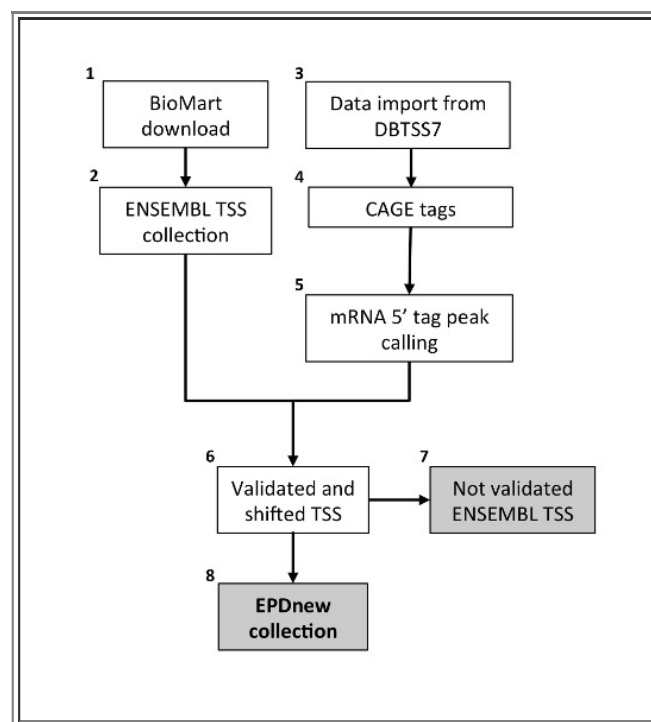 1
BioMart
download
2
ENSEMBL TSS
collection
3
Data import from
DBTSS7
4
CAGE tags
5
mRNA 5’ tag peak
calling
6
Validated and
shifted TSS
7
Not validated
ENSEMBL TSS
8
EPDnew
collection